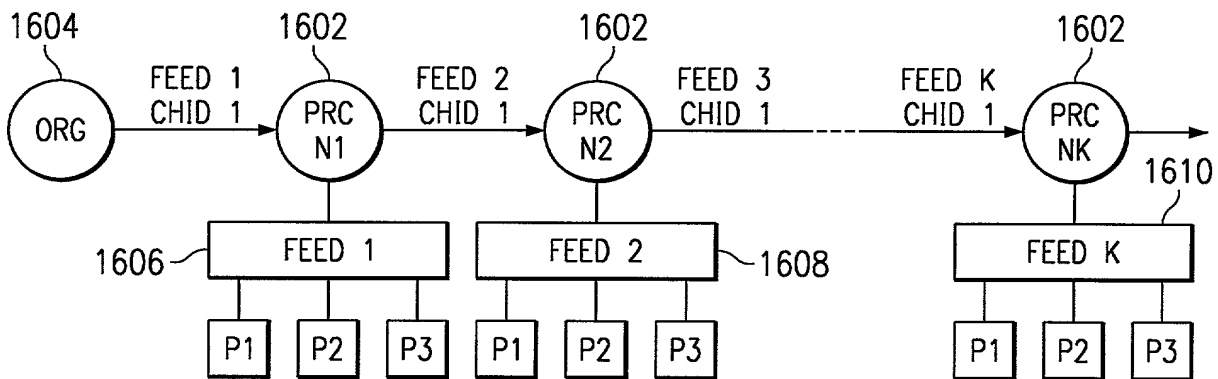 1604
1602
1602
1602
FEED 1
CHID 1
FEED 2
CHID 1
FEED 3
CHID 1
FEED K
CHID 1
ORG
PRC
N1
PRC
N2
PRC
NK
1610
1606
FEED 1
FEED 2
1608
FEED K
P1
P2
P3
P1
P2
P3
P1
P2
P3